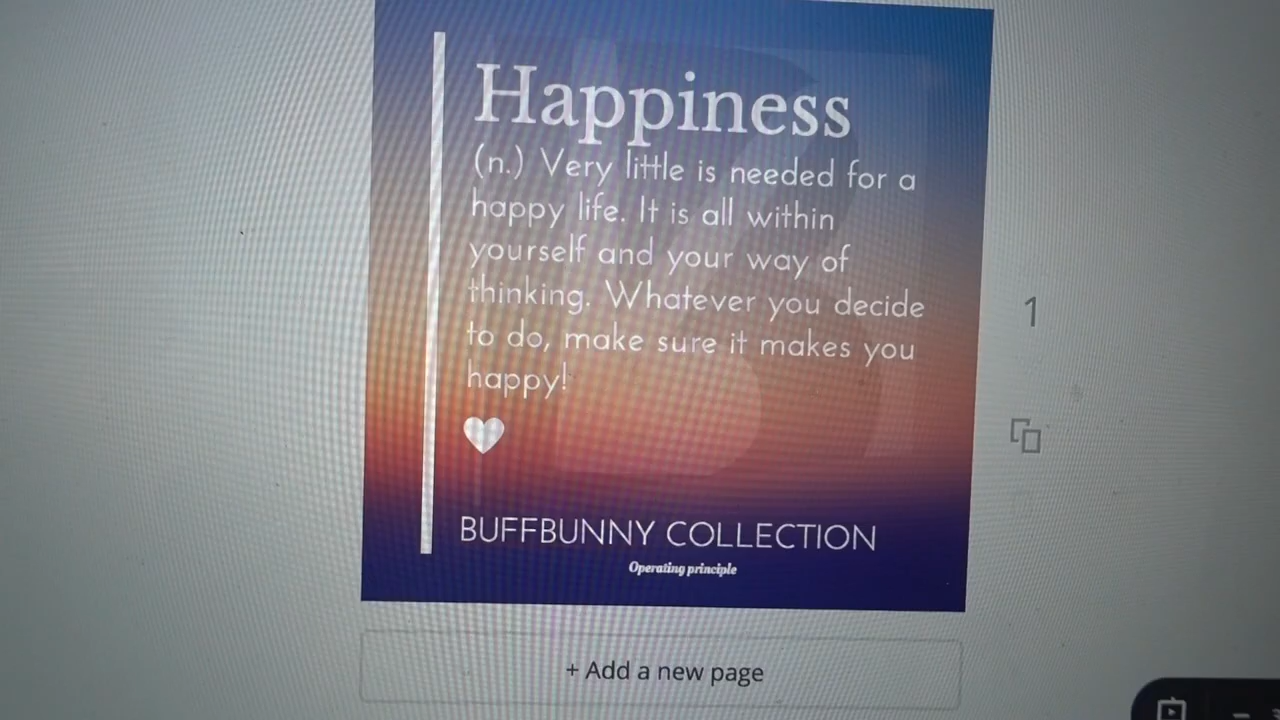 Happiness
(n.) Very little is needed for a
happy life. It is all within
yourself and your way of
thinking. Whatever you decide
to do, make sure it makes you
happy!
BUFFBUNNY COLLECTION
Operating principle
1
+ Add a new page